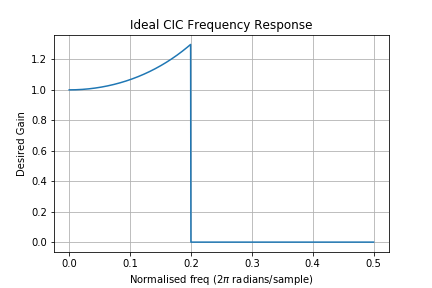 Ideal CIC Frequency Response
Desired Gain
1.2
1.0
0.8
0.6
0.4
0.2
0.0
0.0 0.1 0.2 0.3 0.4 0.5
Normalised freq (2π radians/sample)